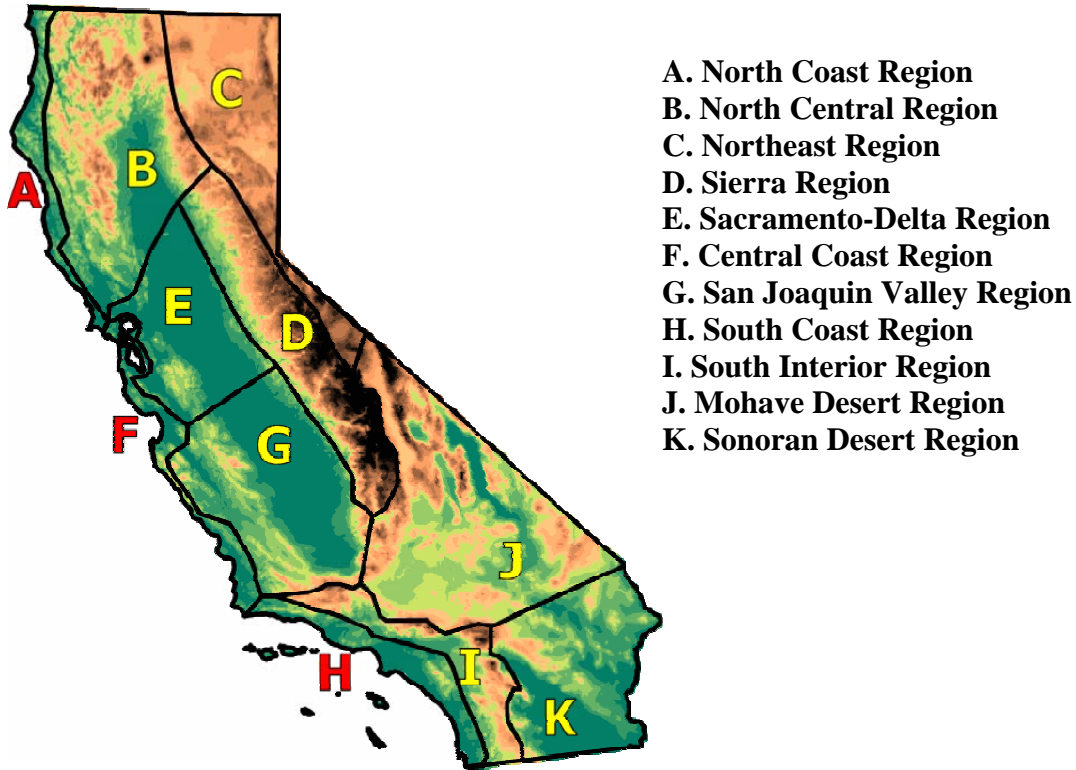 A
B
C
D
E
F
G
H
I
J
K
A. North Coast Region
B. North Central Region
C. Northeast Region
D. Sierra Region
E. Sacramento-Delta Region
F. Central Coast Region
G. San Joaquin Valley Region
H. South Coast Region
I. South Interior Region
J. Mohave Desert Region
K. Sonoran Desert Region